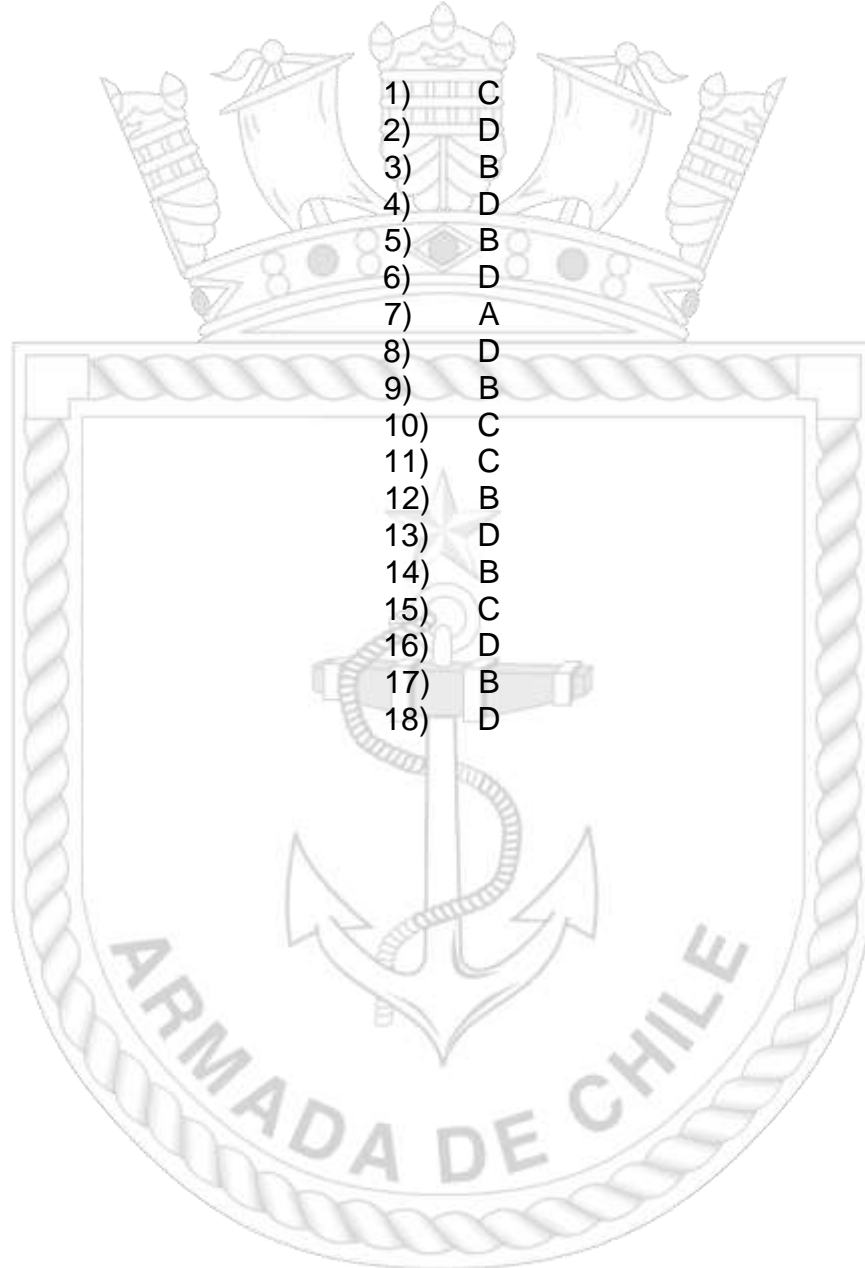 1) C
2) D
3) B
4) D
5) B
6) D
7) A
8) D
9) B
10) C
11) C
12) B
13) D
14) B
15) C
16) D
17) B
18) D
ARMADA DE CHILE